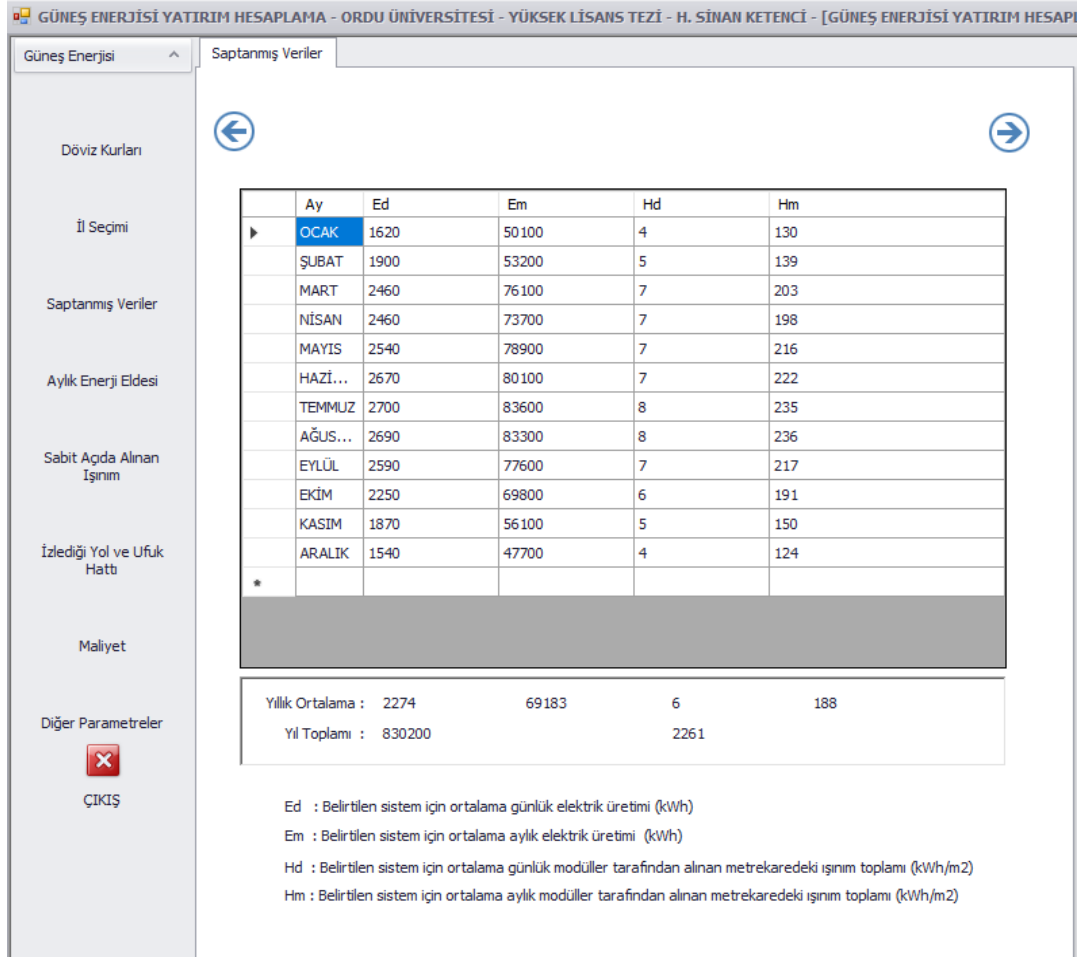 GÜNEŞ ENERJİSİ YATIRIM HESAPLAMA - ORDU ÜNİVERSİTESİ - YÜKSEK LİSANS TEZİ - H. SİNAN KETENCİ - [GÜNEŞ ENERJİSİ YATIRIM HESAPL
Güneş Enerjisi
Saptanmış Veriler
Döviz Kurları
İl Seçimi
Saptanmış Veriler
Aylık Enerji Eldesi
Sabit Açıda Alınan
Işınım
İzlediği Yol ve Ufuk
Hattı
Maliyet
Diğer Parametreler
ÇIKIŞ
Ay Ed Em Hd Hm
OCAK 1620 50100 4 130
ŞUBAT 1900 53200 5 139
MART 2460 76100 7 203
NİSAN 2460 73700 7 198
MAYIS 2540 78900 7 216
HAZİ... 2670 80100 7 222
TEMMUZ 2700 83600 8 235
AĞUS... 2690 83300 8 236
EYLÜL 2590 77600 7 217
EKİM 2250 69800 6 191
KASIM 1870 56100 5 150
ARALIK 1540 47700 4 124
*
Yıllık Ortalama : 2274 69183 6 188
Yıl Toplamı : 830200 2261
Ed : Belirtilen sistem için ortalama günlük elektrik üretimi (kWh)
Em : Belirtilen sistem için ortalama aylık elektrik üretimi (kWh)
Hd : Belirtilen sistem için ortalama günlük modüller tarafından alınan metrekaredeki ışınım toplamı (kWh/m2)
Hm : Belirtilen sistem için ortalama aylık modüller tarafından alınan metrekaredeki ışınım toplamı (kWh/m2)